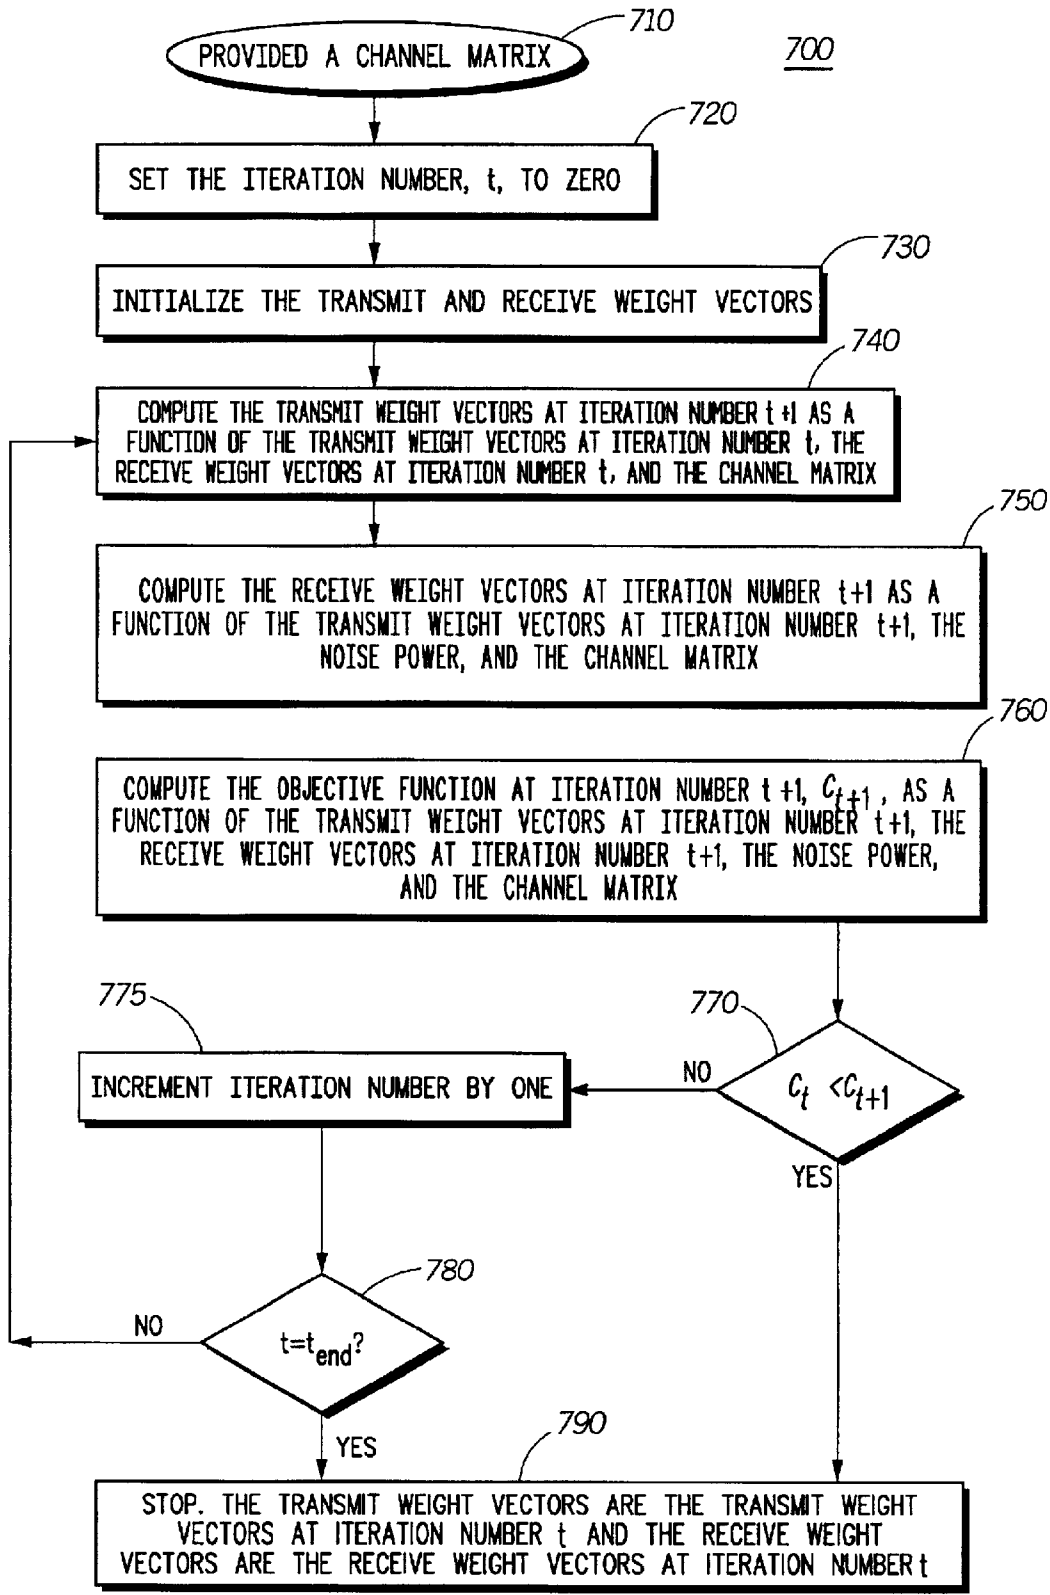 710
PROVIDED A CHANNEL MATRIX
700
720
SET THE ITERATION NUMBER, t, TO ZERO
730
INITIALIZE THE TRANSMIT AND RECEIVE WEIGHT VECTORS
740
COMPUTE THE TRANSMIT WEIGHT VECTORS AT ITERATION NUMBER t+1 AS A
FUNCTION OF THE TRANSMIT WEIGHT VECTORS AT ITERATION NUMBER t, THE
RECEIVE WEIGHT VECTORS AT ITERATION NUMBER t, AND THE CHANNEL MATRIX
750
COMPUTE THE RECEIVE WEIGHT VECTORS AT ITERATION NUMBER t+1 AS A
FUNCTION OF THE TRANSMIT WEIGHT VECTORS AT ITERATION NUMBER t+1, THE
NOISE POWER, AND THE CHANNEL MATRIX
760
COMPUTE THE OBJECTIVE FUNCTION AT ITERATION NUMBER t+1, C_{t+1}, AS A
FUNCTION OF THE TRANSMIT WEIGHT VECTORS AT ITERATION NUMBER t+1, THE
RECEIVE WEIGHT VECTORS AT ITERATION NUMBER t+1, THE NOISE POWER,
AND THE CHANNEL MATRIX
775
770
INCREMENT ITERATION NUMBER BY ONE
NO
C_t <C_{t+1}
YES
780
NO
t=t_{end}?
YES
790
STOP. THE TRANSMIT WEIGHT VECTORS ARE THE TRANSMIT WEIGHT
VECTORS AT ITERATION NUMBER t AND THE RECEIVE WEIGHT
VECTORS ARE THE RECEIVE WEIGHT VECTORS AT ITERATION NUMBER t